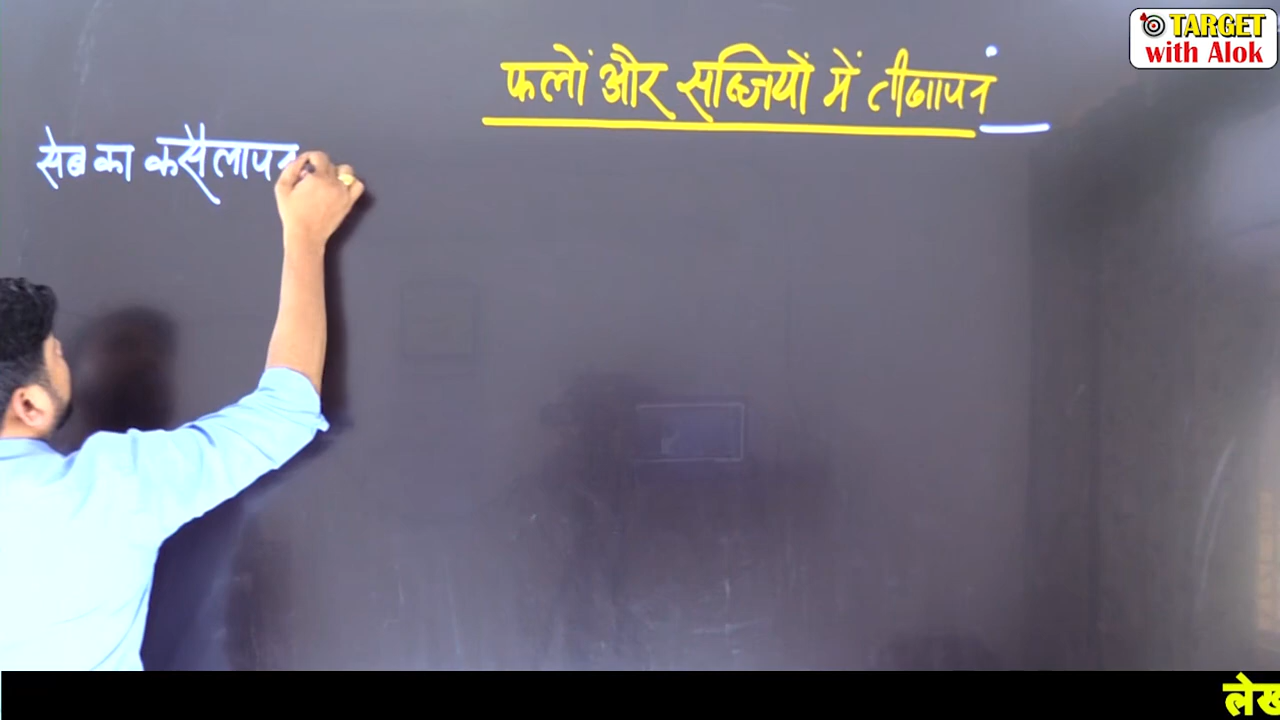 TARGET
with Alok
फलों और सब्जियों में तीखापन
सेब का कसैलापन